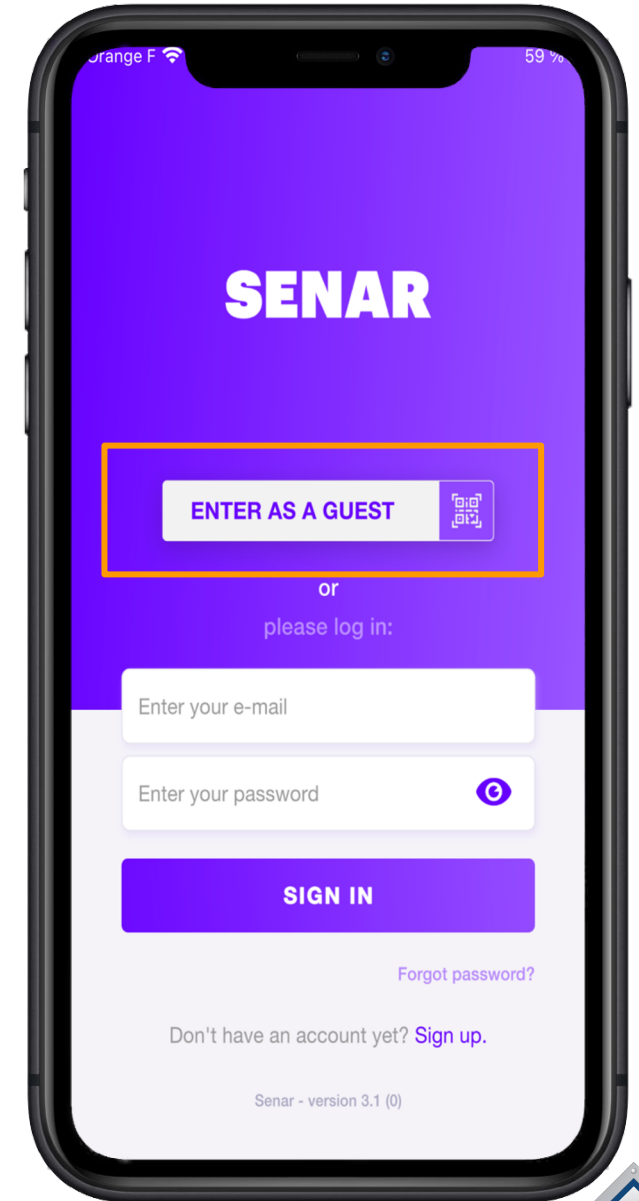 Orange F
59 %
SENAR
ENTER AS A GUEST
or
please log in:
Enter your e-mail
Enter your password
SIGN IN
Forgot password?
Don't have an account yet? Sign up.
Senar - version 3.1 (0)